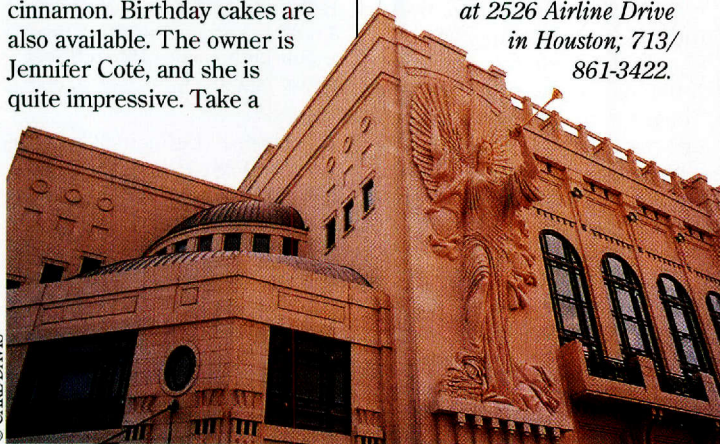 cinnamon. Birthday cakes are
also available. The owner is
Jennifer Coté, and she is
quite impressive. Take a
at 2526 Airline Drive
in Houston; 713/
861-3422.